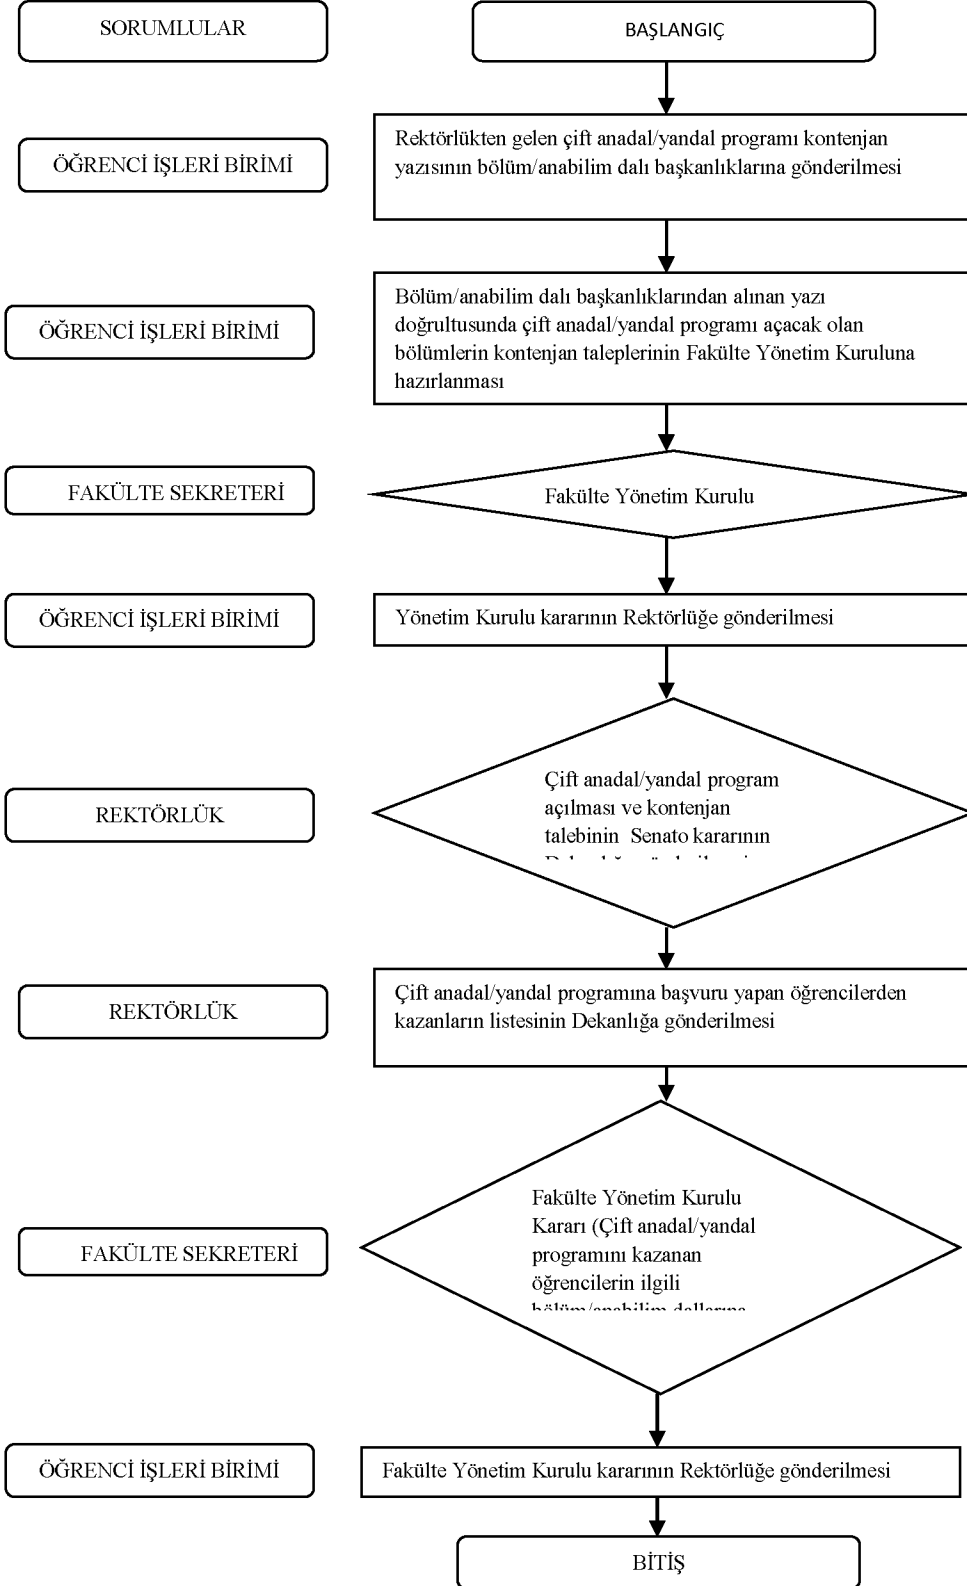 SORUMLULAR
BAŞLANGIÇ
ÖĞRENCİ İŞLERİ BİRİMİ
Rektörlükten gelen çift anadal/yandal programı kontenjan
yazısının bölüm/anabilim dalı başkanlıklarına gönderilmesi
ÖĞRENCİ İŞLERİ BİRİMİ
Bölüm/anabilim dalı başkanlıklarından alınan yazı
doğrultusunda çift anadal/yandal programı açacak olan
bölümlerin kontenjan taleplerinin Fakülte Yönetim Kuruluna
hazırlanması
FAKÜLTE SEKRETERİ
Fakülte Yönetim Kurulu
ÖĞRENCİ İŞLERİ BİRİMİ
Yönetim Kurulu kararının Rektörlüğe gönderilmesi
REKTÖRLÜK
Çift anadal/yandal program
açılması ve kontenjan
talebinin Senato kararının
REKTÖRLÜK
Çift anadal/yandal programına başvuru yapan öğrencilerden
kazanların listesinin Dekanlığa gönderilmesi
FAKÜLTE SEKRETERİ
Fakülte Yönetim Kurulu
Kararı (Çift anadal/yandal
programını kazanan
öğrencilerin ilgili
bölüm/anabilim dallarına
ÖĞRENCİ İŞLERİ BİRİMİ
Fakülte Yönetim Kurulu kararının Rektörlüğe gönderilmesi
BİTİŞ